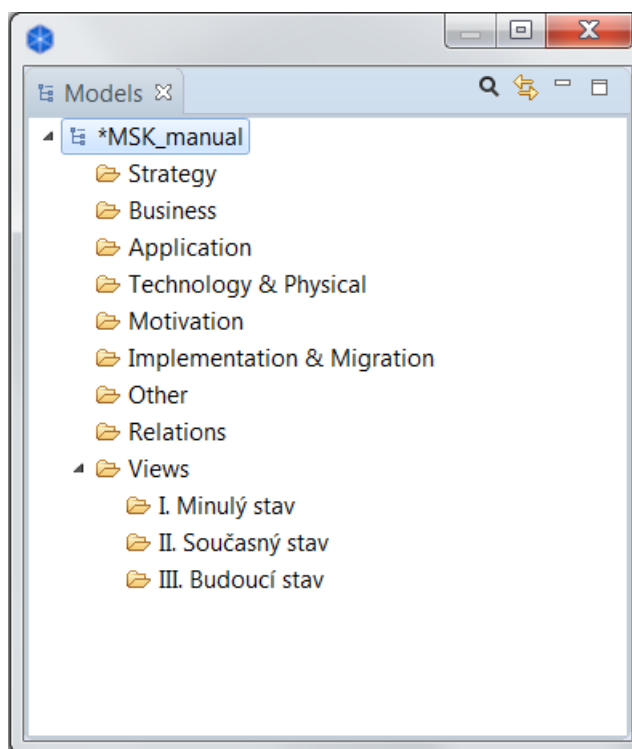 Models
*MSK_manual
Strategy
Business
Application
Technology & Physical
Motivation
Implementation & Migration
Other
Relations
Views
I. Minulý stav
II. Současný stav
III. Budoucí stav